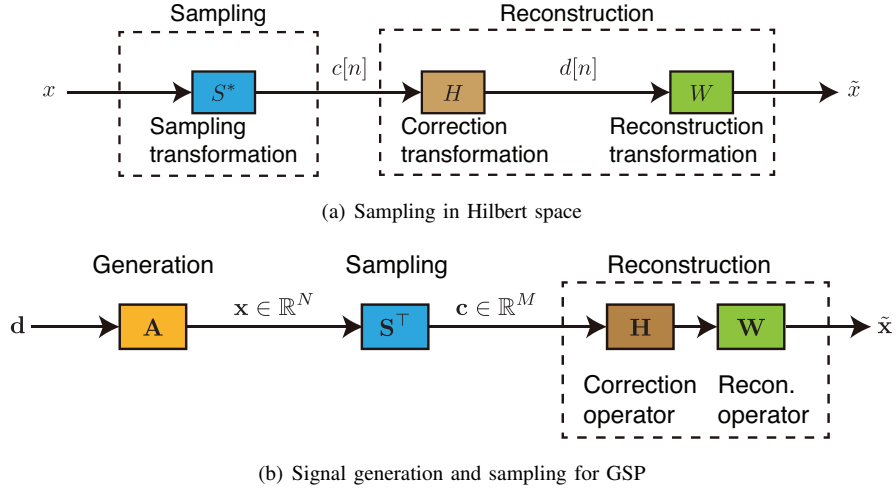 Sampling
Reconstruction
x
S*
c[n]
H
d[n]
W
x̃
Sampling transformation
Correction transformation
Reconstruction transformation
(a) Sampling in Hilbert space
Generation
Sampling
Reconstruction
d
A
x ∈ ℝ^N
S^⊤
c ∈ ℝ^M
H
W
x̃
Correction operator
Recon. operator
(b) Signal generation and sampling for GSP